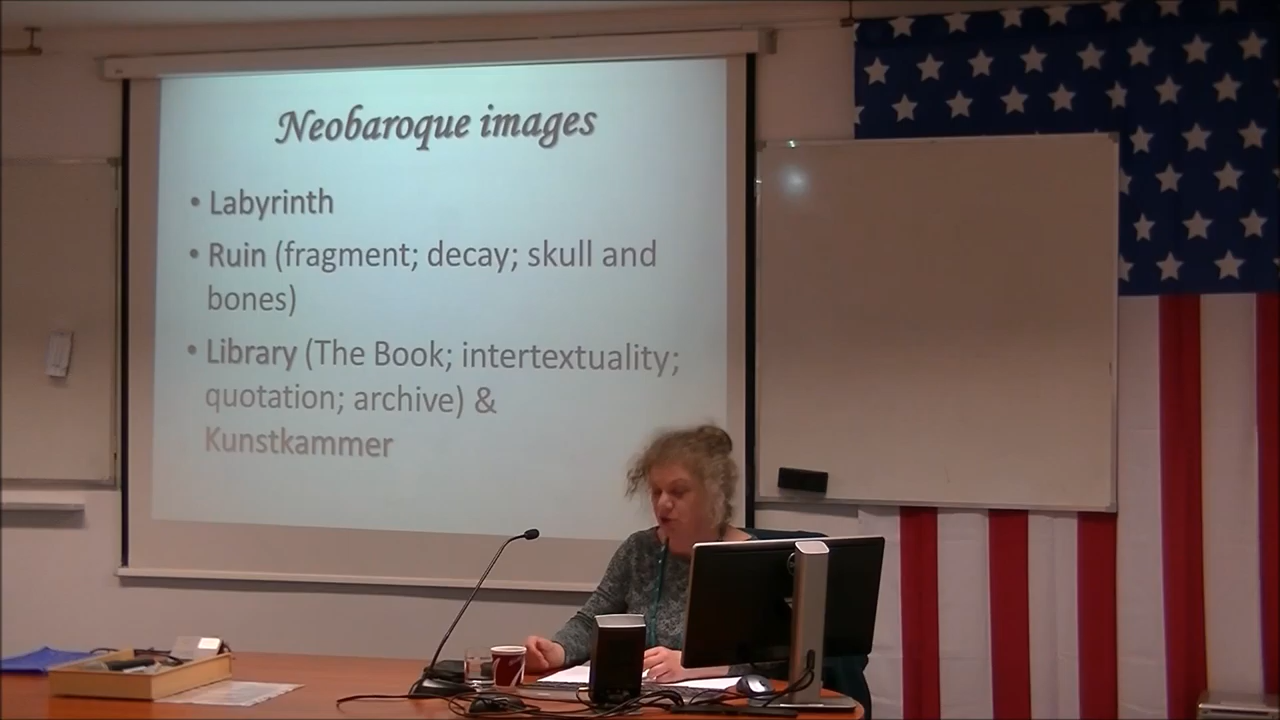 Neobaroque images
• Labyrinth
• Ruin (fragment; decay; skull and
bones)
• Library (The Book; intertextuality;
quotation; archive) &
Kunstkammer